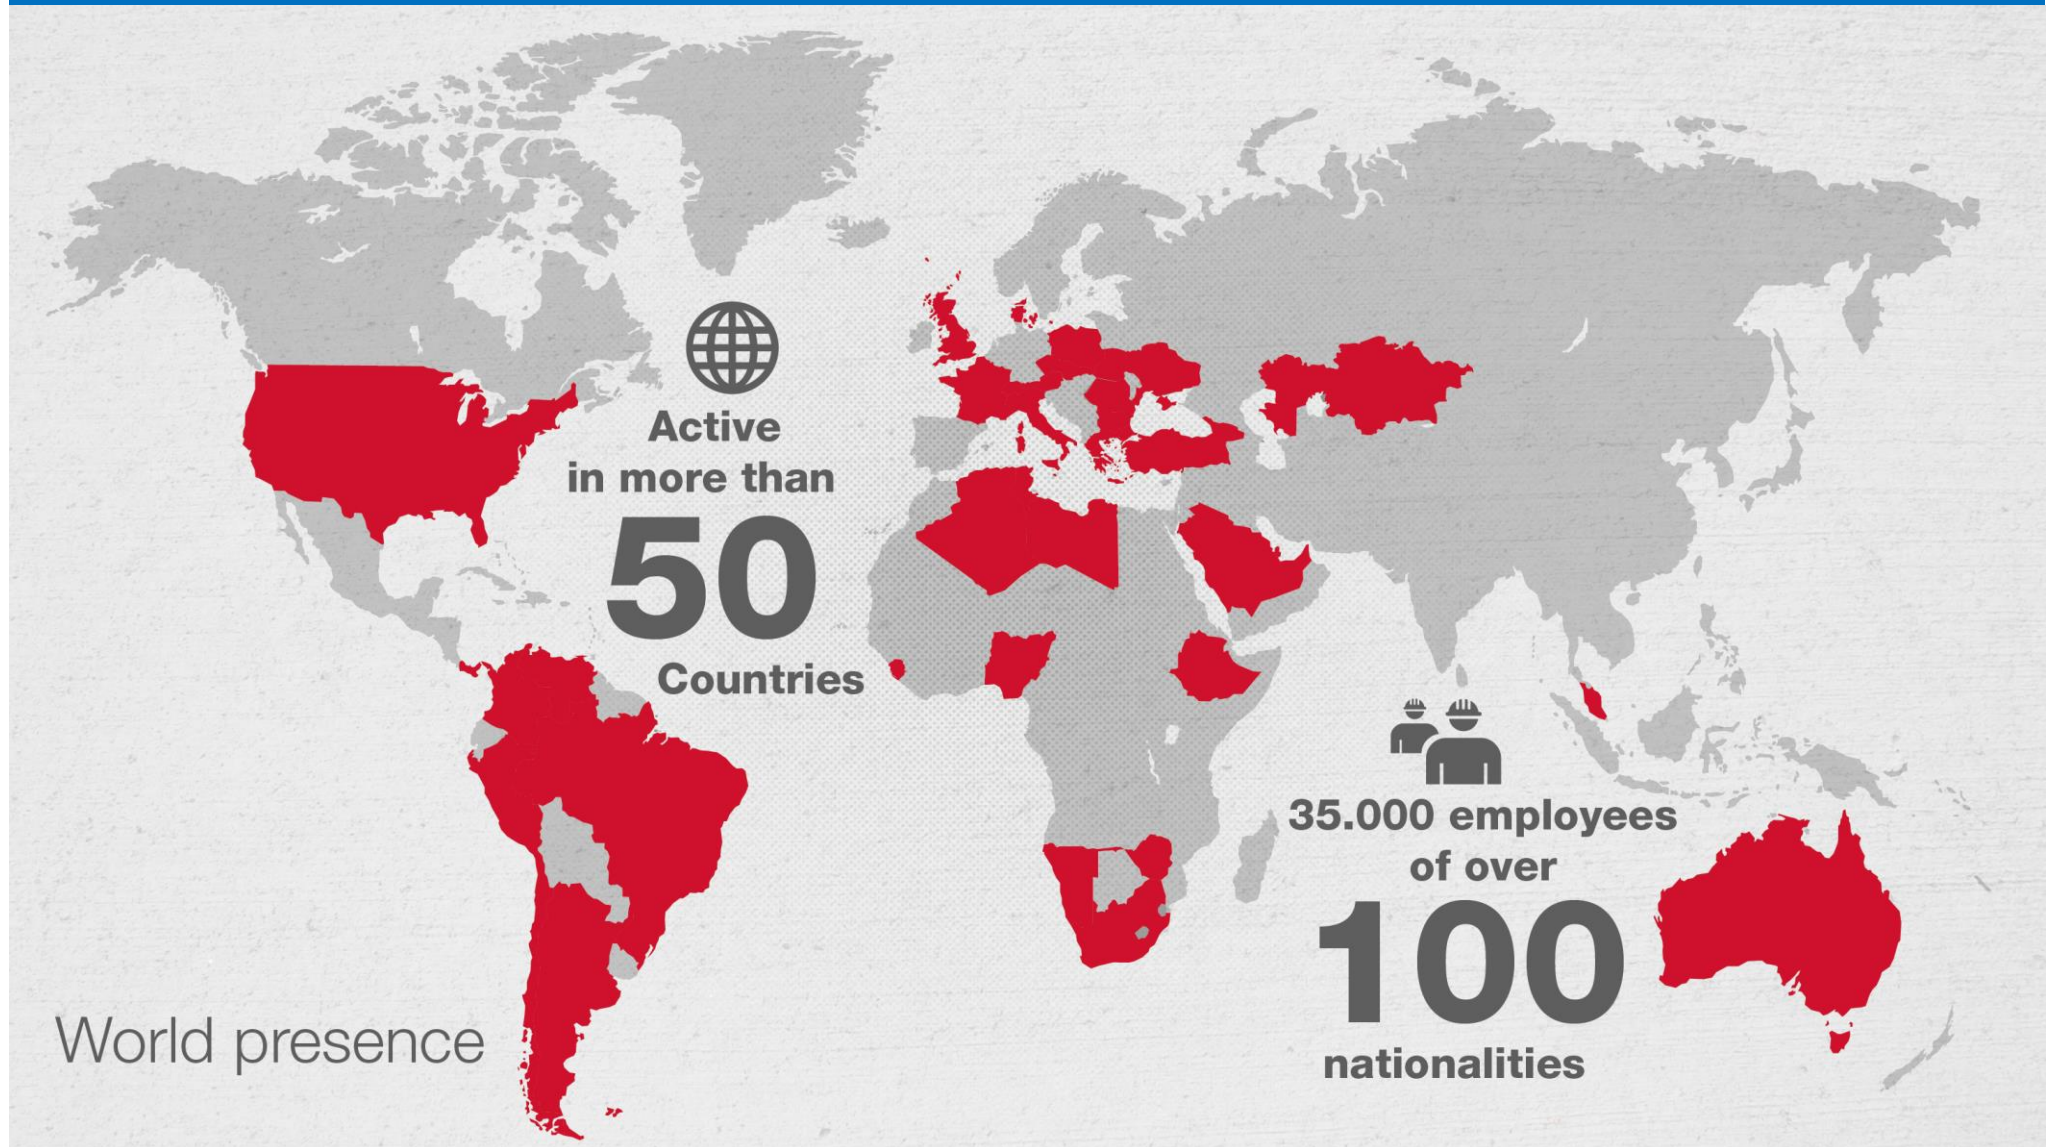 Active
in more than
50
Countries
35.000 employees
of over
100
nationalities
World presence